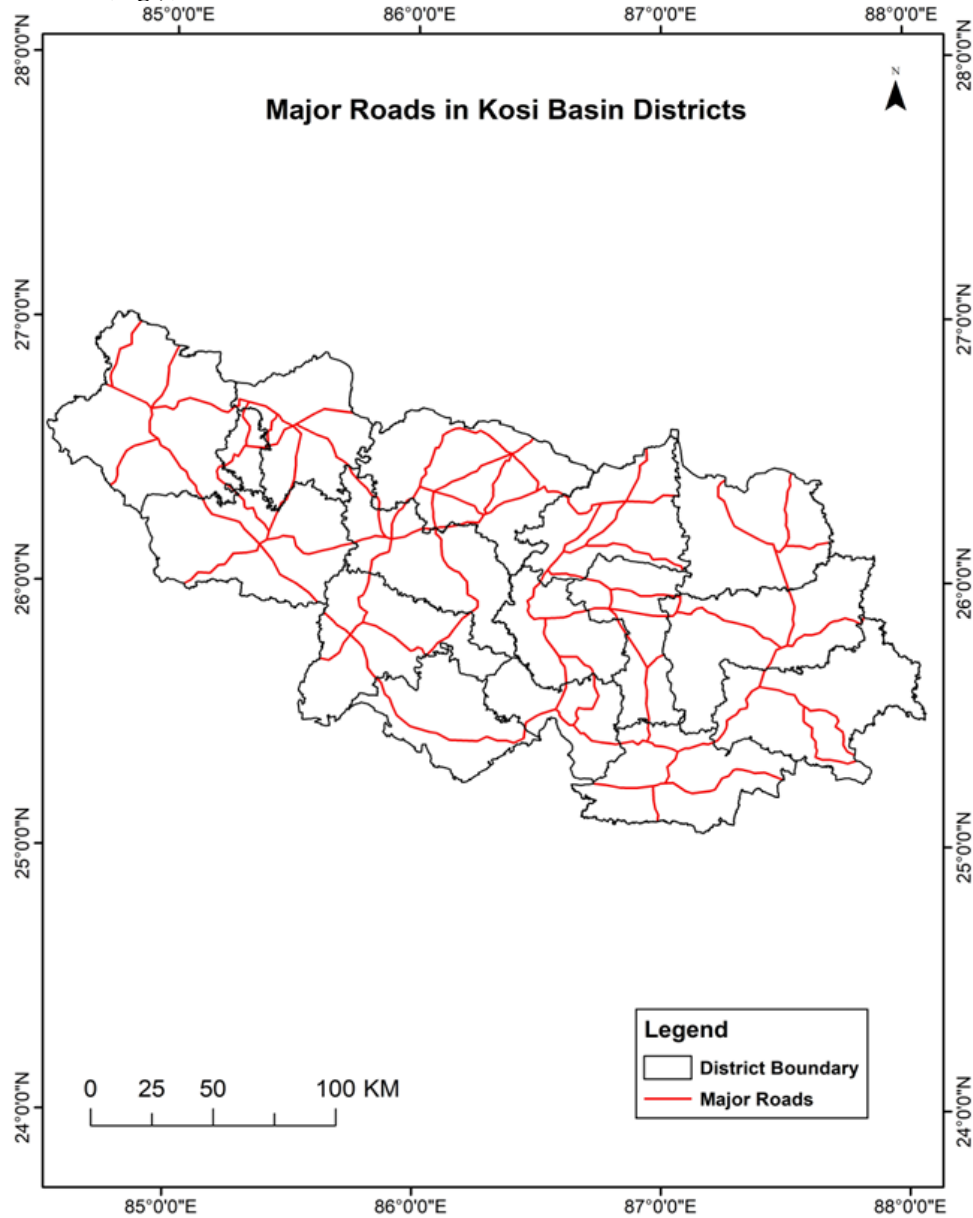 85°0'0"E 86°0'0"E 87°0'0"E 88°0'0"E
28°0'0"N 28°0'0"N
N
Major Roads in Kosi Basin Districts
27°0'0"N 27°0'0"N
26°0'0"N 26°0'0"N
25°0'0"N 25°0'0"N
Legend
District Boundary
Major Roads
0 25 50 100 KM
24°0'0"N 24°0'0"N
85°0'0"E 86°0'0"E 87°0'0"E 88°0'0"E